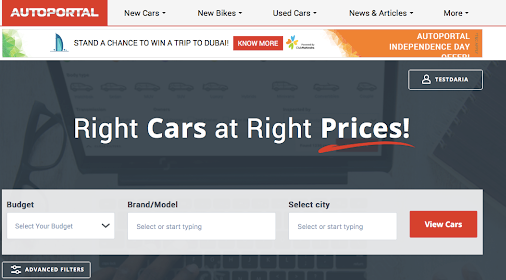 AUTOPORTAL
New Cars
New Bikes
Used Cars
News & Articles
More
STAND A CHANCE TO WIN A TRIP TO DUBAI!
KNOW MORE
AUTOPORTAL
INDEPENDENCE DAY
OFFER!
TESTDARIA
Right Cars at Right Prices!
Budget
Brand/Model
Select city
Select Your Budget
Select or start typing
Select or start typing
View Cars
ADVANCED FILTERS